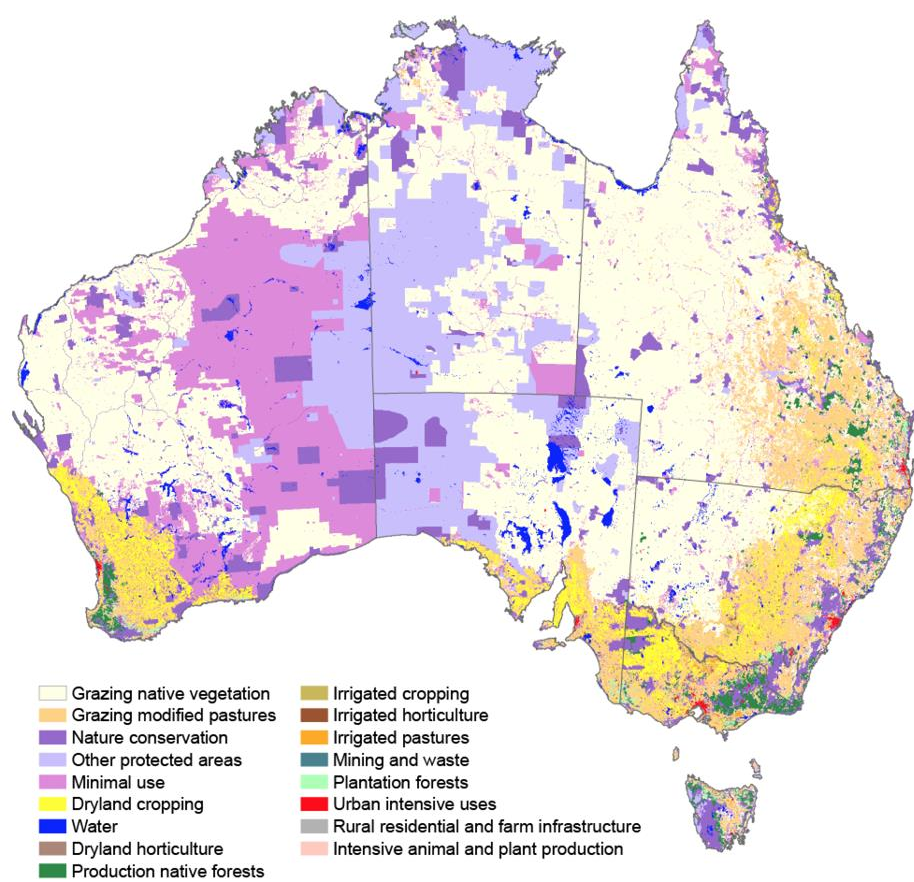 Grazing native vegetation
Grazing modified pastures
Nature conservation
Other protected areas
Minimal use
Dryland cropping
Water
Dryland horticulture
Production native forests
Irrigated cropping
Irrigated horticulture
Irrigated pastures
Mining and waste
Plantation forests
Urban intensive uses
Rural residential and farm infrastructure
Intensive animal and plant production